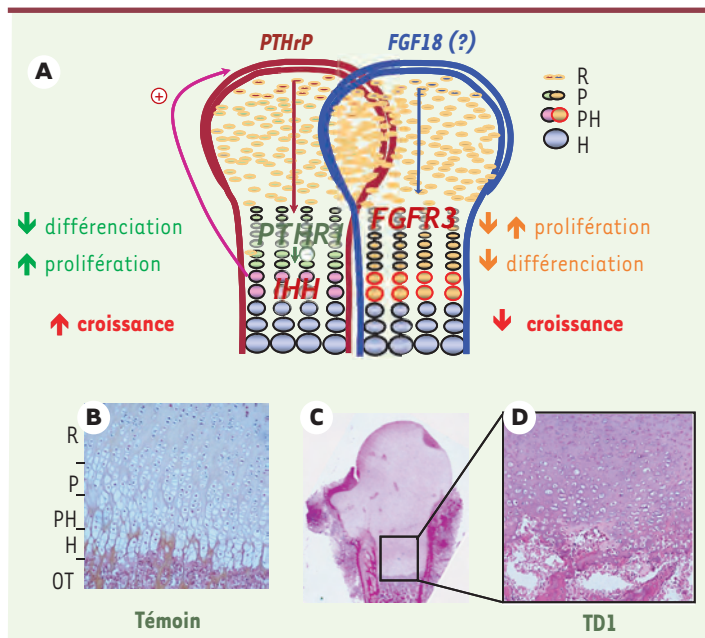 PTHrP
FGF18 (?)
A
+
R
P
PH
H
différenciation
prolifération
croissance
PTHR1
IHH
FGFR3
prolifération
différenciation
croissance
B
R
P
PH
H
OT
Témoin
C
D
TD1